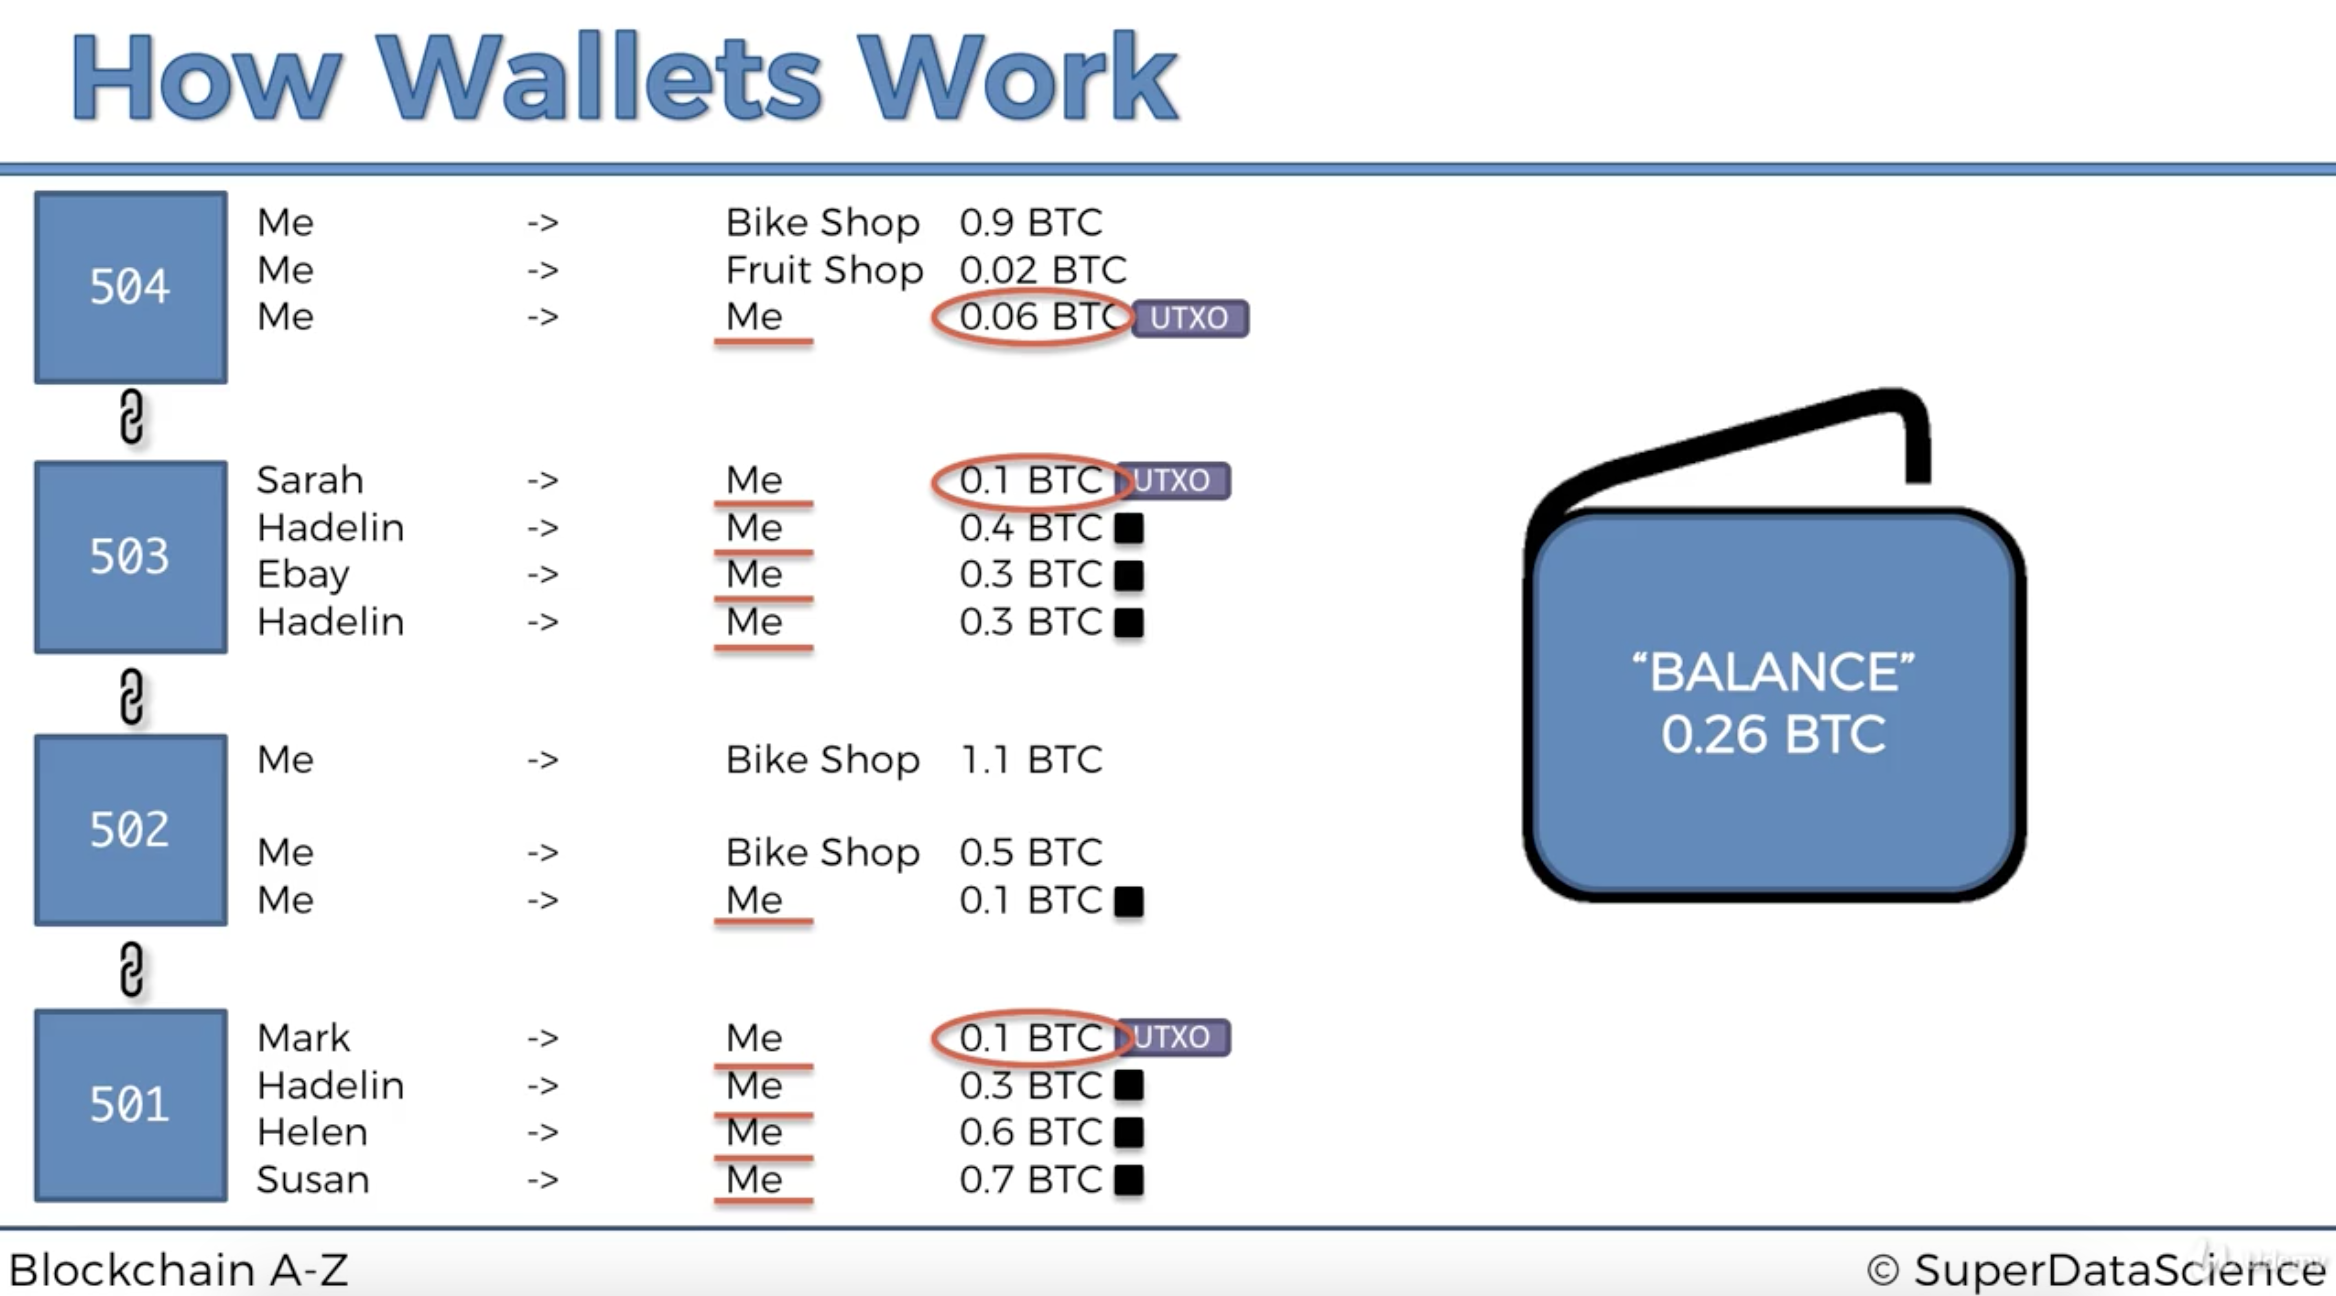 How Wallets Work
504
Me -> Bike Shop 0.9 BTC
Me -> Fruit Shop 0.02 BTC
Me -> Me 0.06 BTC UTXO
503
Sarah -> Me 0.1 BTC UTXO
Hadelin -> Me 0.4 BTC
Ebay -> Me 0.3 BTC
Hadelin -> Me 0.3 BTC
502
Me -> Bike Shop 1.1 BTC
Me -> Bike Shop 0.5 BTC
Me -> Me 0.1 BTC
501
Mark -> Me 0.1 BTC UTXO
Hadelin -> Me 0.3 BTC
Helen -> Me 0.6 BTC
Susan -> Me 0.7 BTC
“BALANCE”
0.26 BTC
Blockchain A-Z
© SuperDataScience